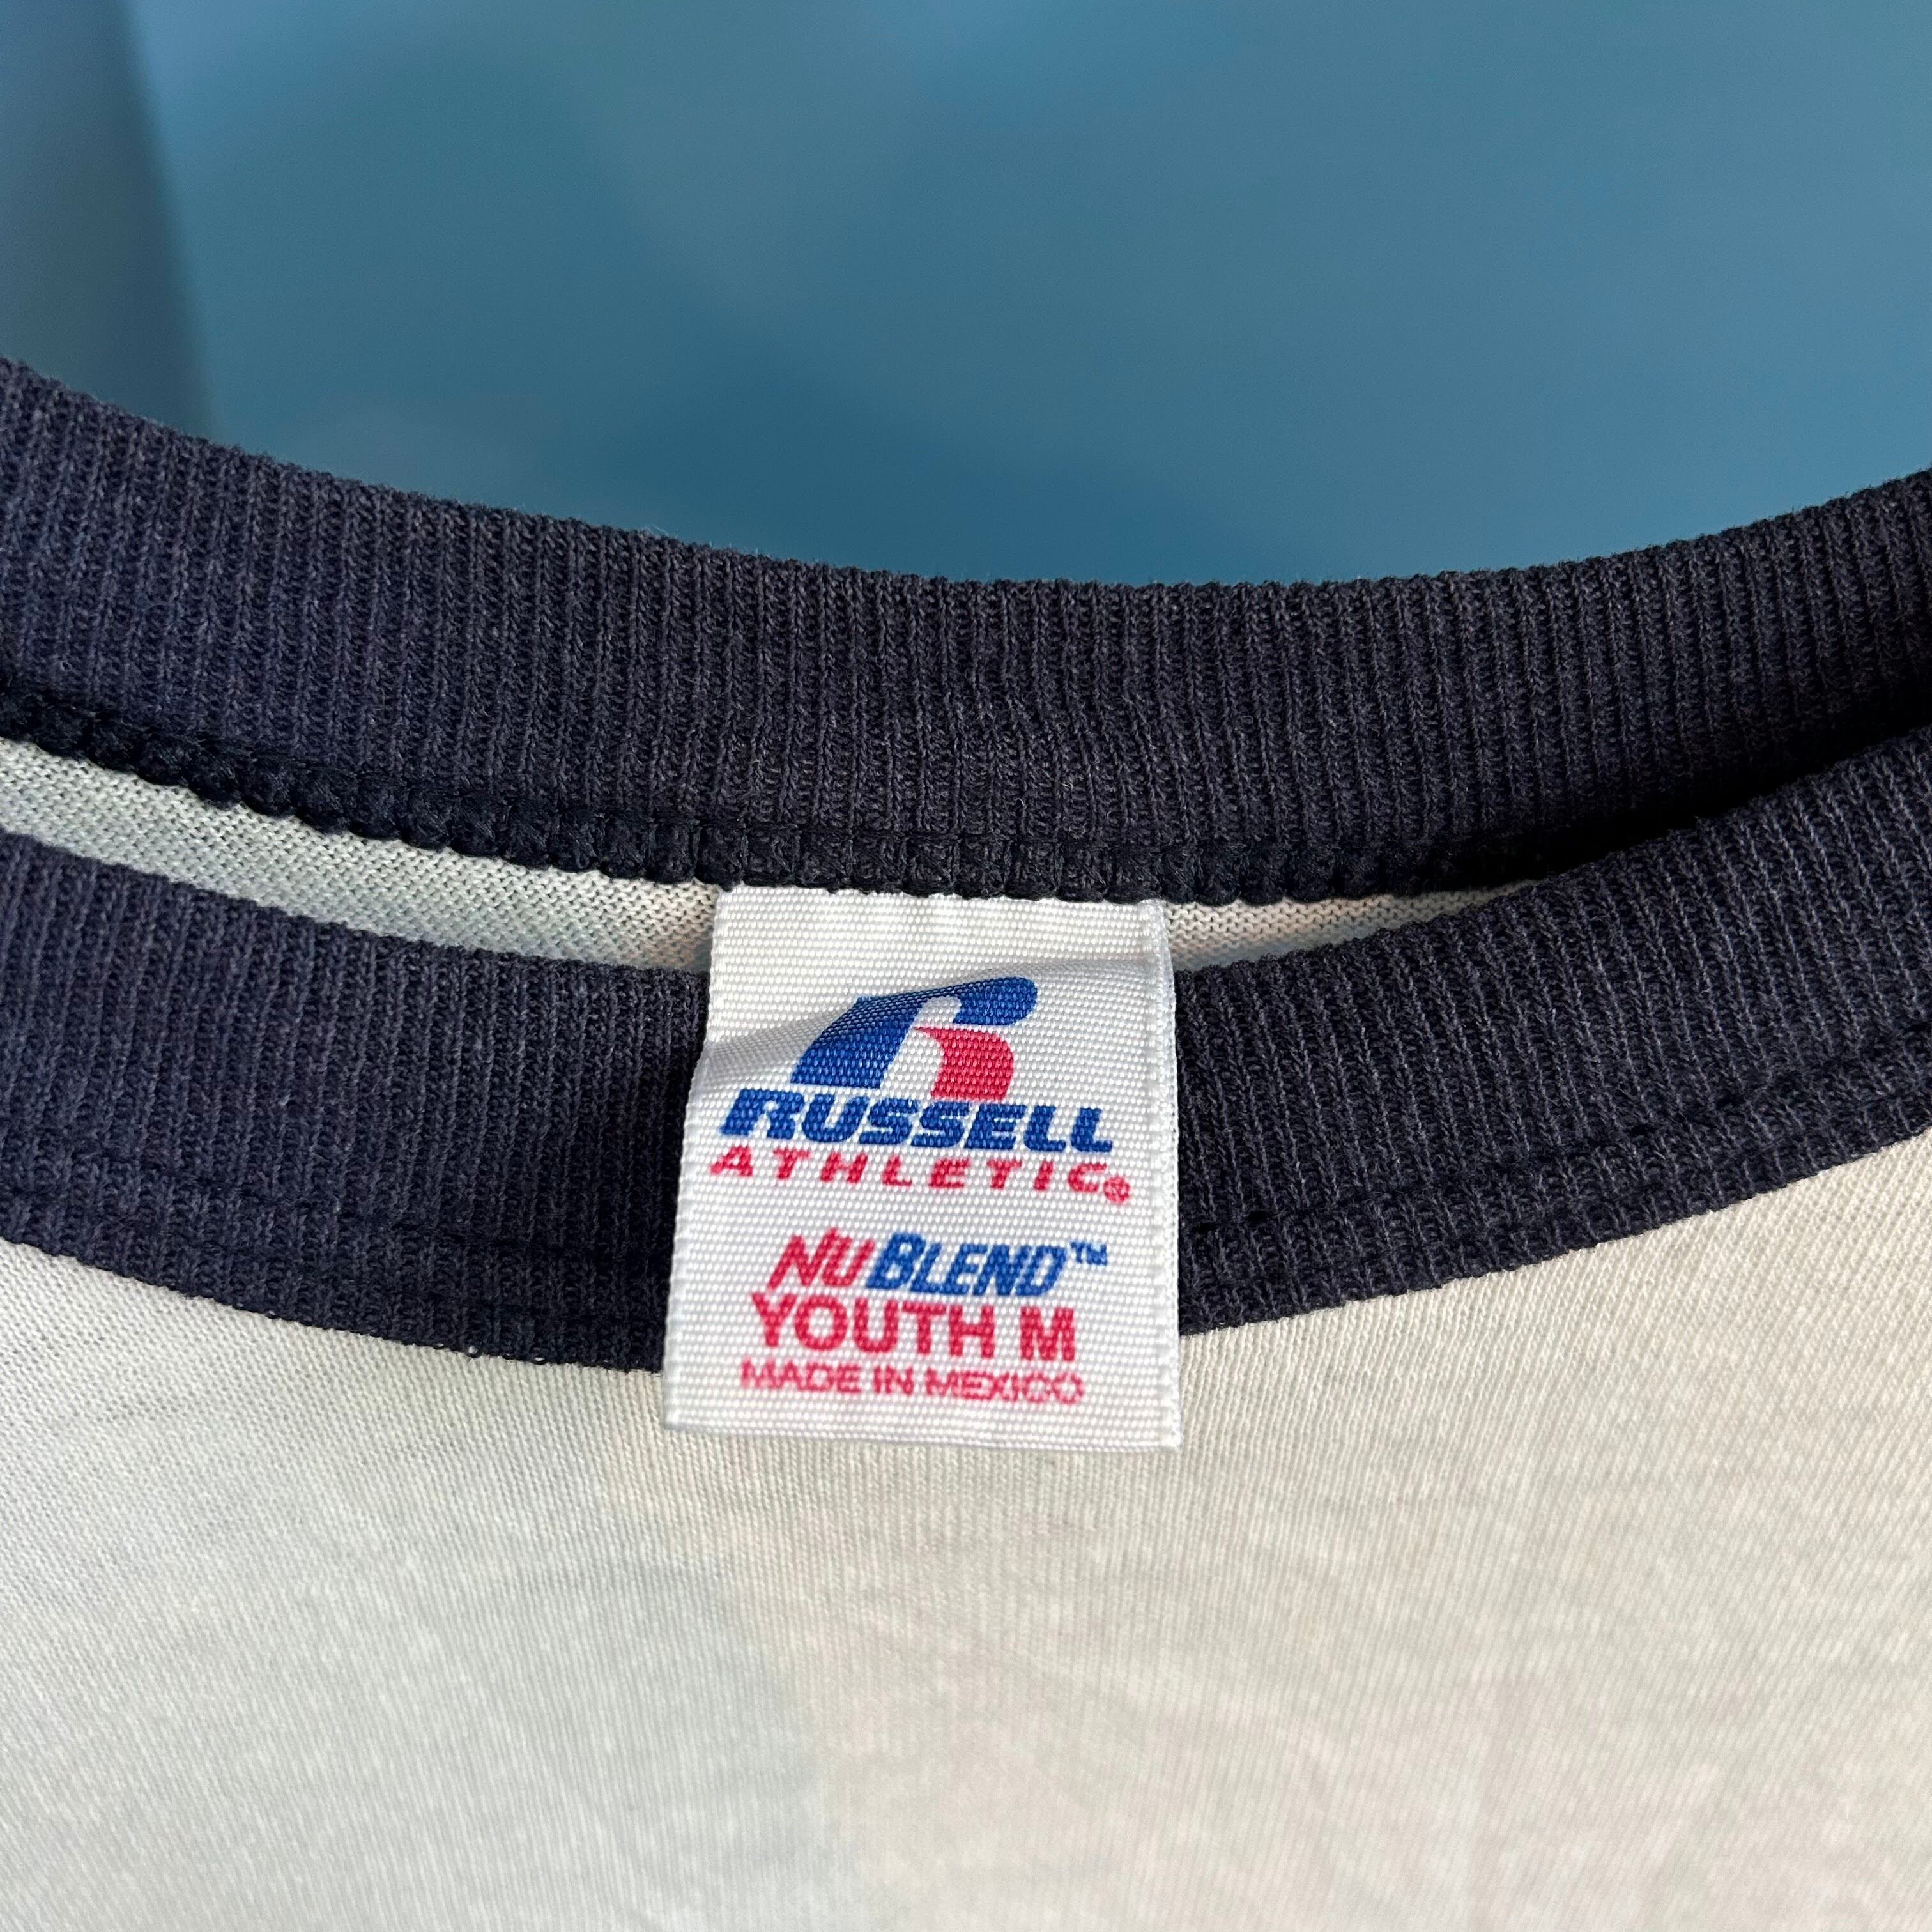 RUSSELL
ATHLETIC®
NUBLEND™
YOUTH M
MADE IN MEXICO